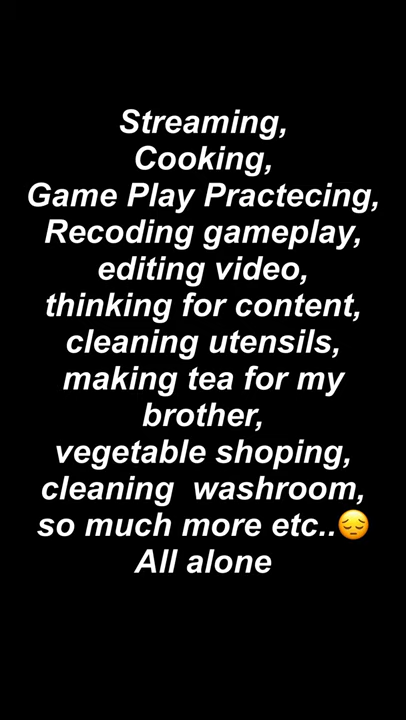 Streaming,
Cooking,
Game Play Practecing,
Recoding gameplay,
editing video,
thinking for content,
cleaning utensils,
making tea for my
brother,
vegetable shoping,
cleaning  washroom,
so much more etc..😔
All alone